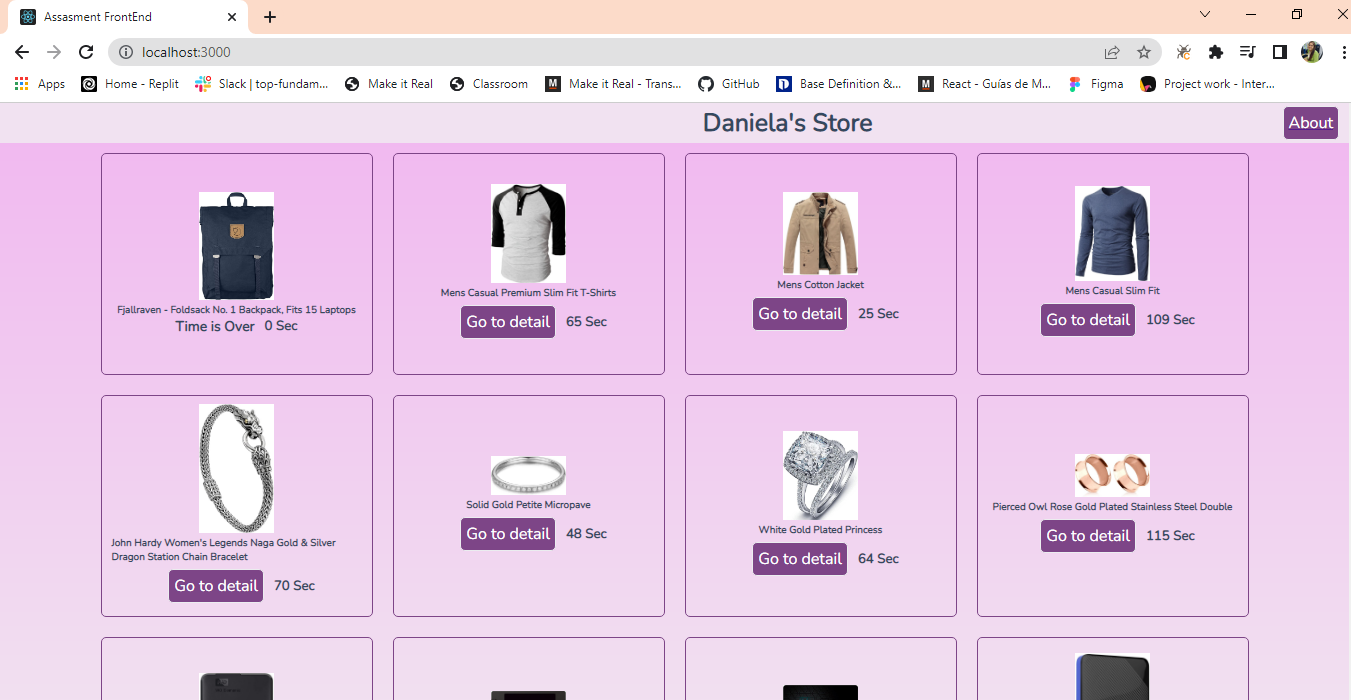 Assasment FrontEnd
localhost:3000
Apps
Home - Replit
Slack | top-fundam...
Make it Real
Classroom
Make it Real - Trans...
GitHub
Base Definition &...
React - Guías de M...
Figma
Project work - Inter...
Daniela's Store
About
Fjallraven - Foldsack No. 1 Backpack, Fits 15 Laptops
Time is Over 0 Sec
Mens Casual Premium Slim Fit T-Shirts
Go to detail 65 Sec
Mens Cotton Jacket
Go to detail 25 Sec
Mens Casual Slim Fit
Go to detail 109 Sec
John Hardy Women's Legends Naga Gold & Silver
Dragon Station Chain Bracelet
Go to detail 70 Sec
Solid Gold Petite Micropave
Go to detail 48 Sec
White Gold Plated Princess
Go to detail 64 Sec
Pierced Owl Rose Gold Plated Stainless Steel Double
Go to detail 115 Sec